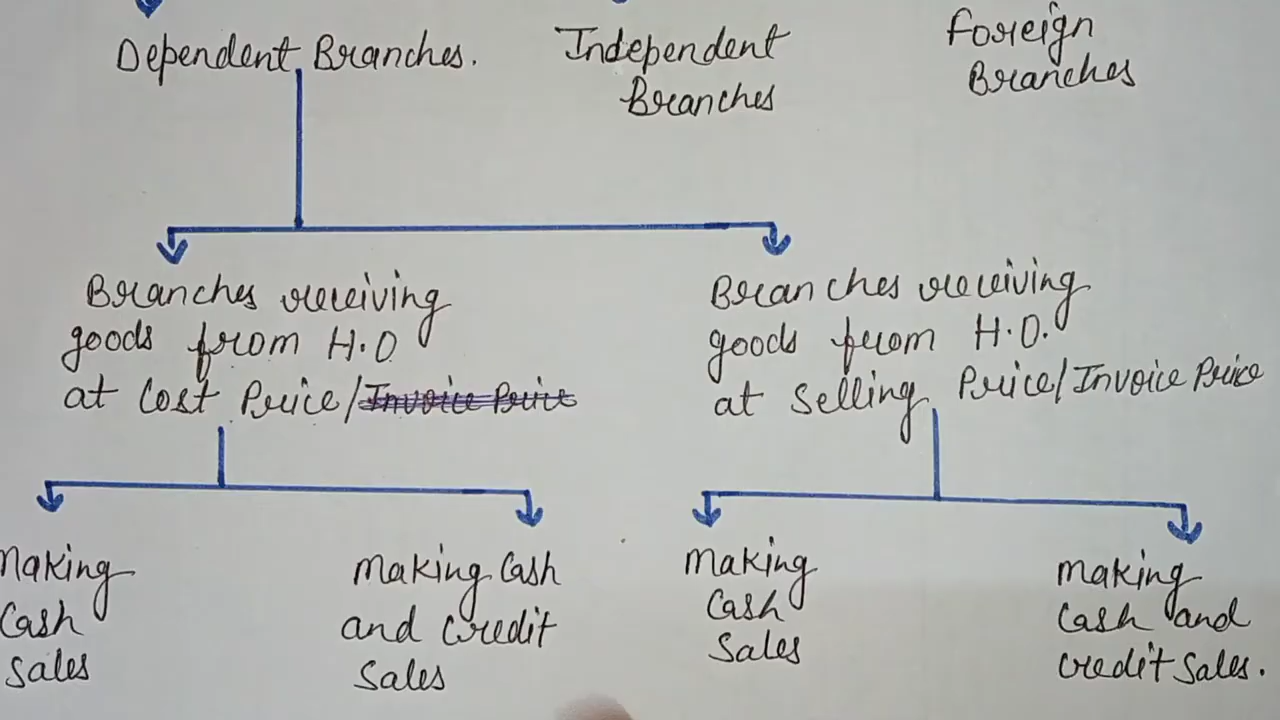 Dependent Branches.
Independent
Branches
Foreign
Branches
Branches receiving
goods from H.O
at Cost Price/Invoice Price
Branches receiving
goods from H.O.
at Selling Price/Invoice Price
Making
Cash
Sales
Making Cash
and Credit
Sales
Making
Cash
Sales
Making
Cash and
Credit Sales.